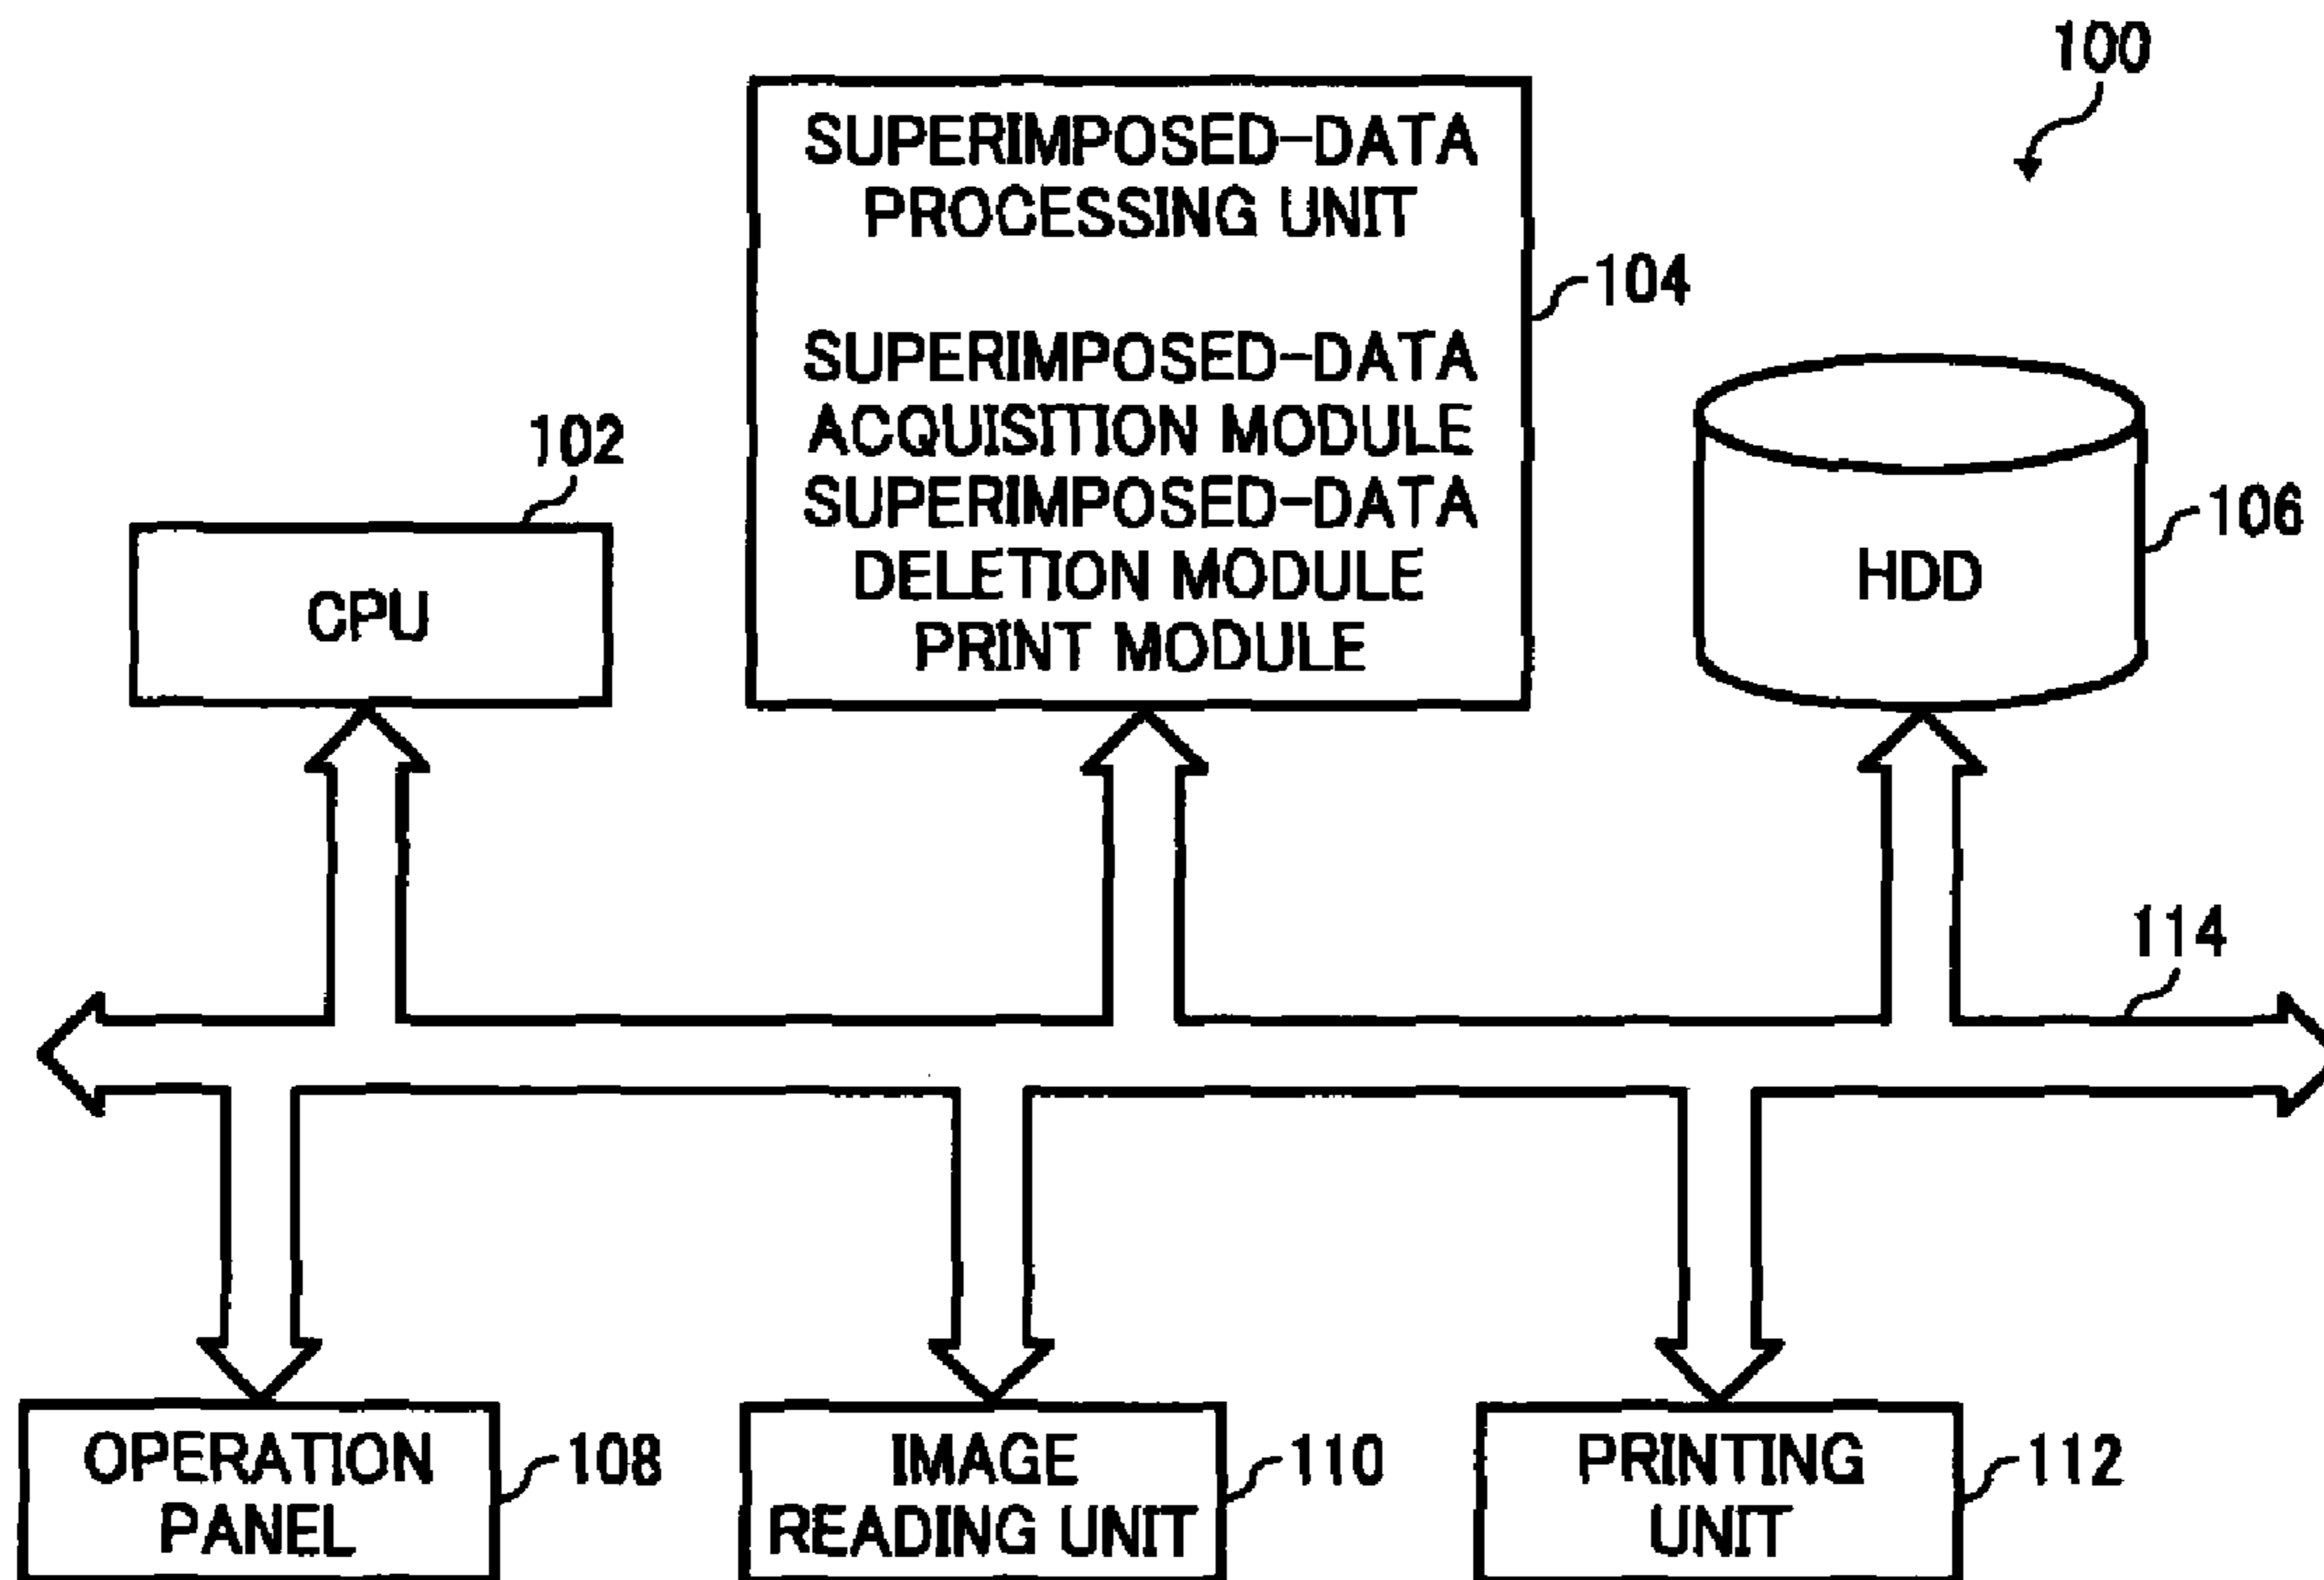 100
SUPERIMPOSED-DATA
PROCESSING UNIT
104
SUPERIMPOSED-DATA
ACQUISITION MODULE
SUPERIMPOSED-DATA
DELETION MODULE
PRINT MODULE
102
CPU
106
HDD
114
OPERATION
PANEL
108
IMAGE
READING UNIT
110
PRINTING
UNIT
112